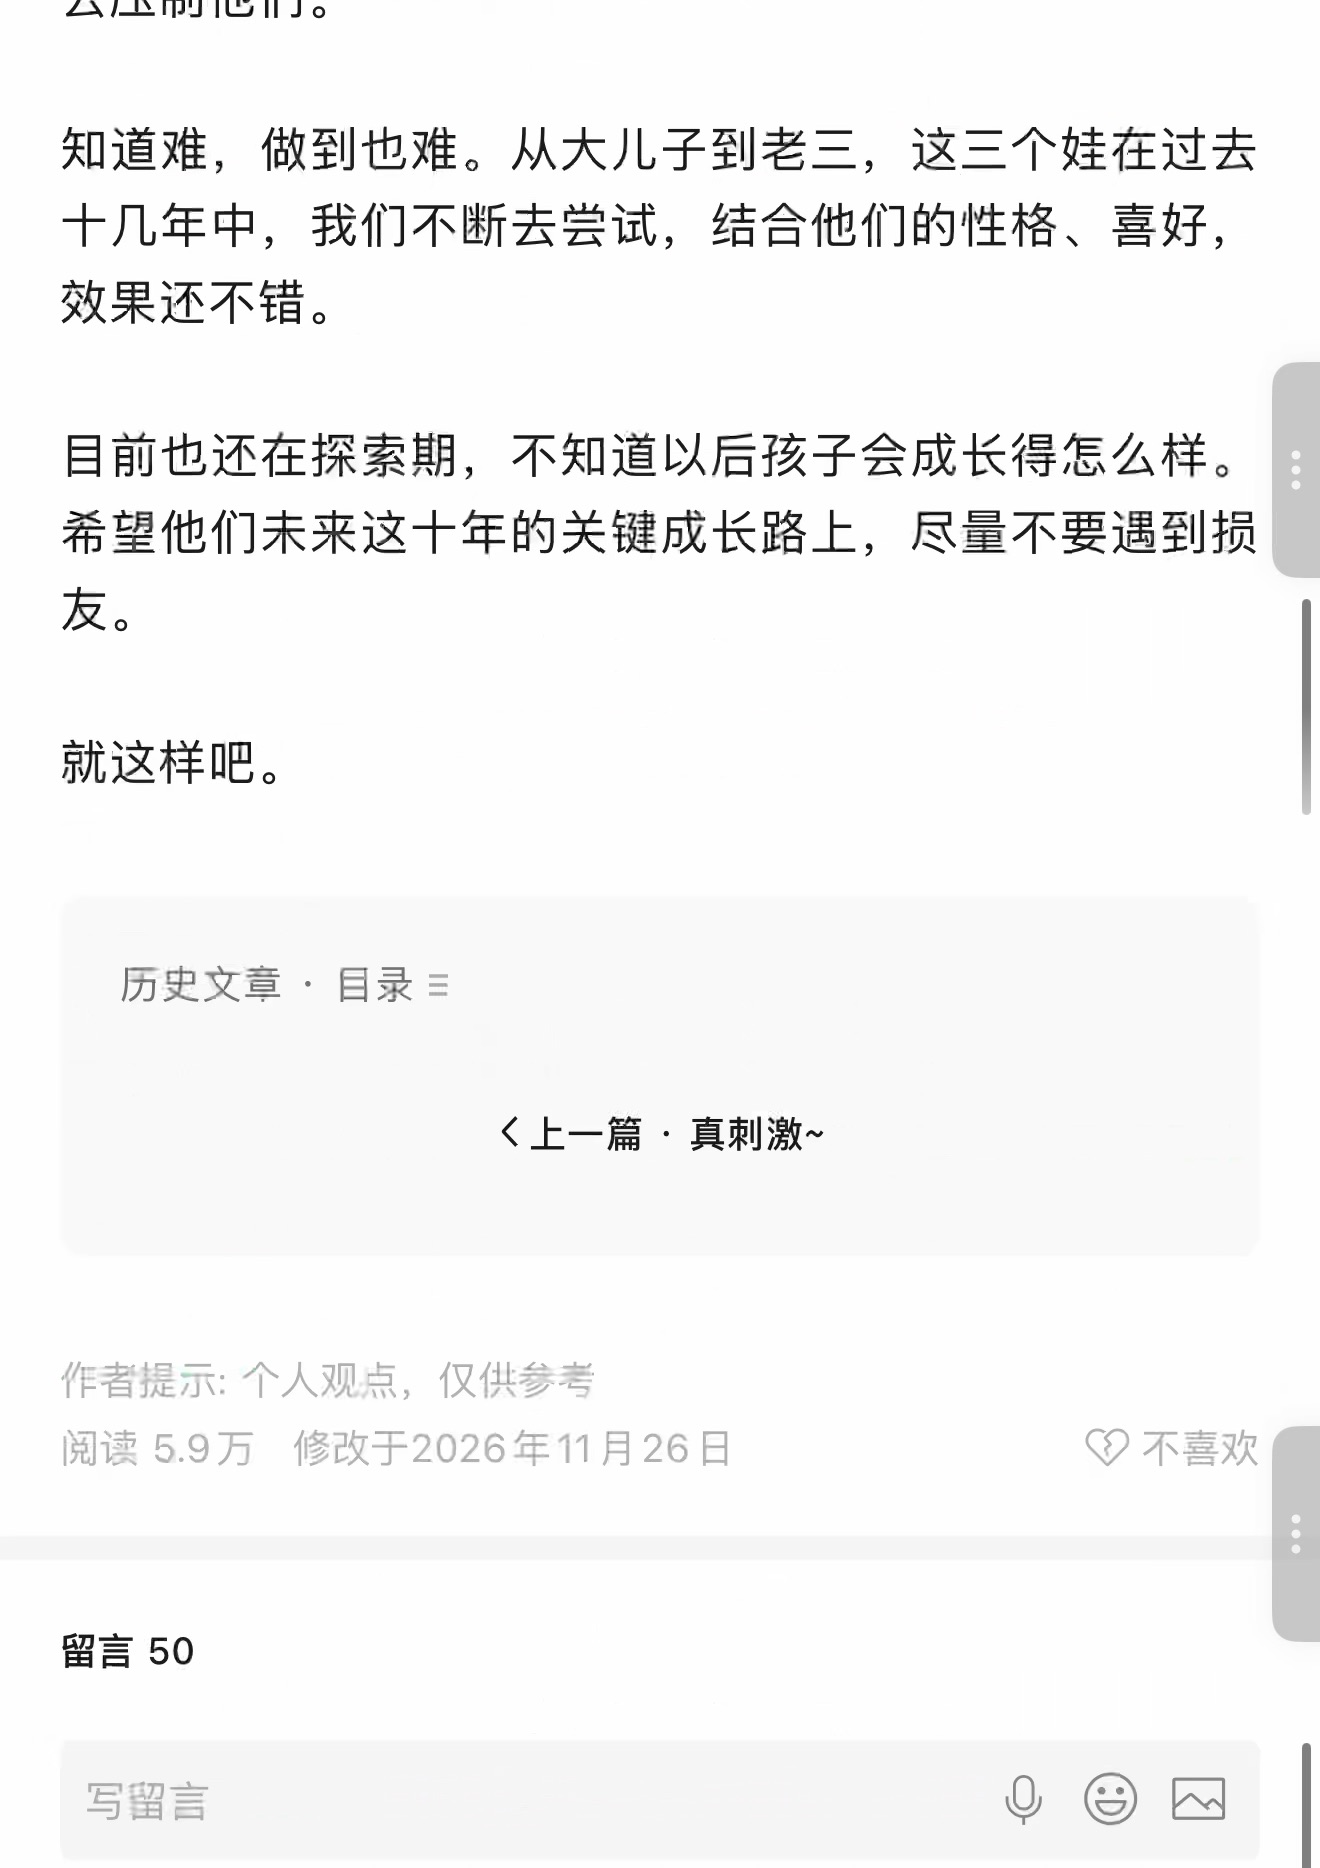 去压制他们。
知道难，做到也难。从大儿子到老三，这三个娃在过去
十几年中，我们不断去尝试，结合他们的性格、喜好，
效果还不错。
目前也还在探索期，不知道以后孩子会成长得怎么样。
希望他们未来这十年的关键成长路上，尽量不要遇到损
友。
就这样吧。
历史文章 · 目录
上一篇 · 真刺激~
作者提示: 个人观点，仅供参考
阅读 5.9万 修改于2026年11月26日
不喜欢
留言 50
写留言